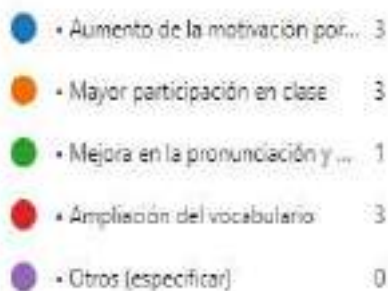 • Aumento de la motivación por... 3
• Mayor participación en clase 3
• Mejora en la pronunciación y ... 1
• Ampliación del vocabulario 3
• Otros (especificar) 0